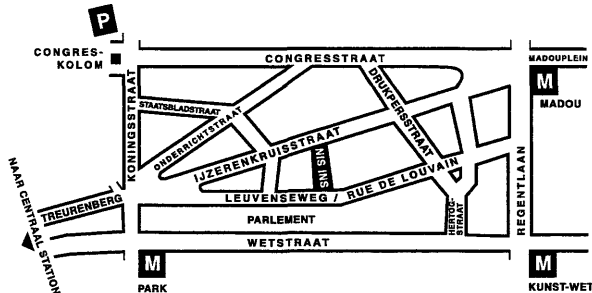 P
CONGRES-
KOLOM
CONGRESSTRAAT
MADOUPLEIN
M
MADOU
KONINGSSTRAAT
STAATSBLADSTRAAT
DRUKPERSSTRAAT
ONDERRICHTSTRAAT
IJZERENKRUISSTRAAT
NIS INS
NAAR CENTRAAL STATION
TREURENBERG
LEUVENSEWEG / RUE DE LOUVAIN
REGENTLAAN
PARLEMENT
HERTOG-
STRAAT
WETSTRAAT
M
PARK
M
KUNST-WET